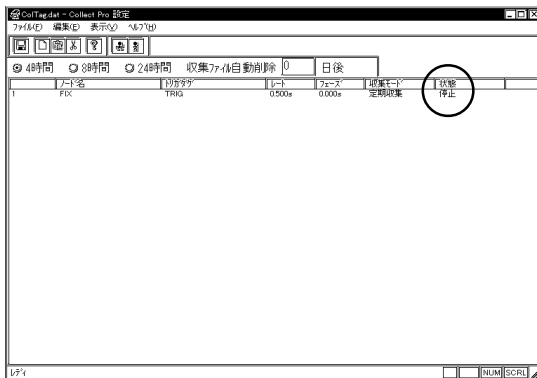 ColTag.dat - Collect Pro 設定
ﾌｧｲﾙ(F) 編集(E) 表示(V) ﾍﾙﾌﾟ(H)
4時間 8時間 24時間 収集ﾌｧｲﾙ自動削除 0 日後
ﾉｰﾄﾞ名 ﾄﾘｶﾞﾀｸﾞ ﾚｰﾄ ﾌｪｰｽﾞ 収集ﾓｰﾄﾞ 状態
1 FIX TRIG 0.500s 0.000s 定期収集 停止
ﾚﾃﾞｨ NUM SCRL